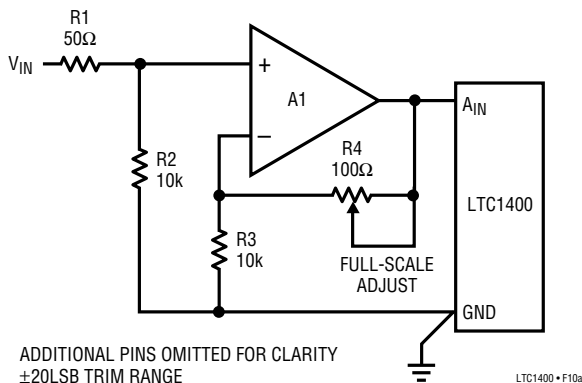 R1
50Ω
V_IN
+
A1
−
A_IN
R4
100Ω
R2
10k
LTC1400
R3
10k
FULL-SCALE
ADJUST
GND
ADDITIONAL PINS OMITTED FOR CLARITY
±20LSB TRIM RANGE
LTC1400 • F10a